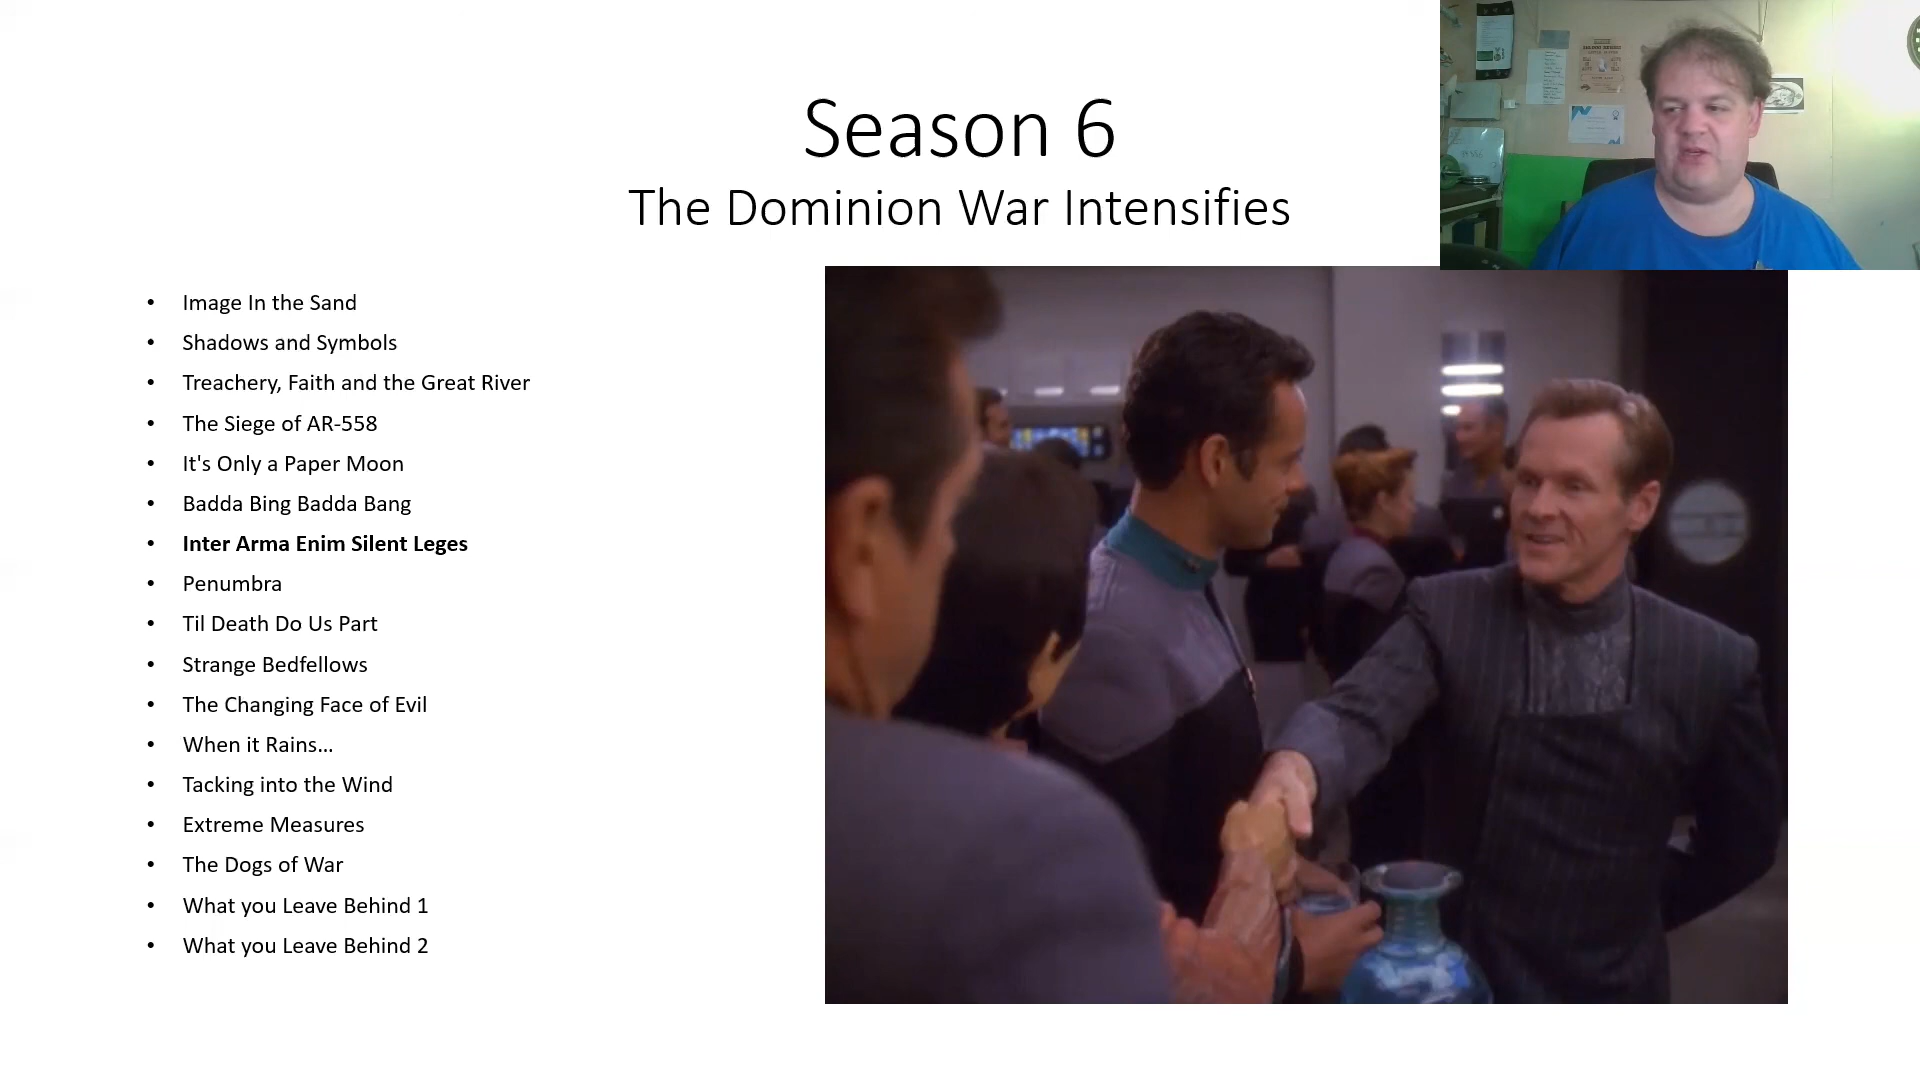 Season 6
The Dominion War Intensifies
• Image In the Sand
• Shadows and Symbols
• Treachery, Faith and the Great River
• The Siege of AR-558
• It's Only a Paper Moon
• Badda Bing Badda Bang
• Inter Arma Enim Silent Leges
• Penumbra
• Til Death Do Us Part
• Strange Bedfellows
• The Changing Face of Evil
• When it Rains...
• Tacking into the Wind
• Extreme Measures
• The Dogs of War
• What you Leave Behind 1
• What you Leave Behind 2